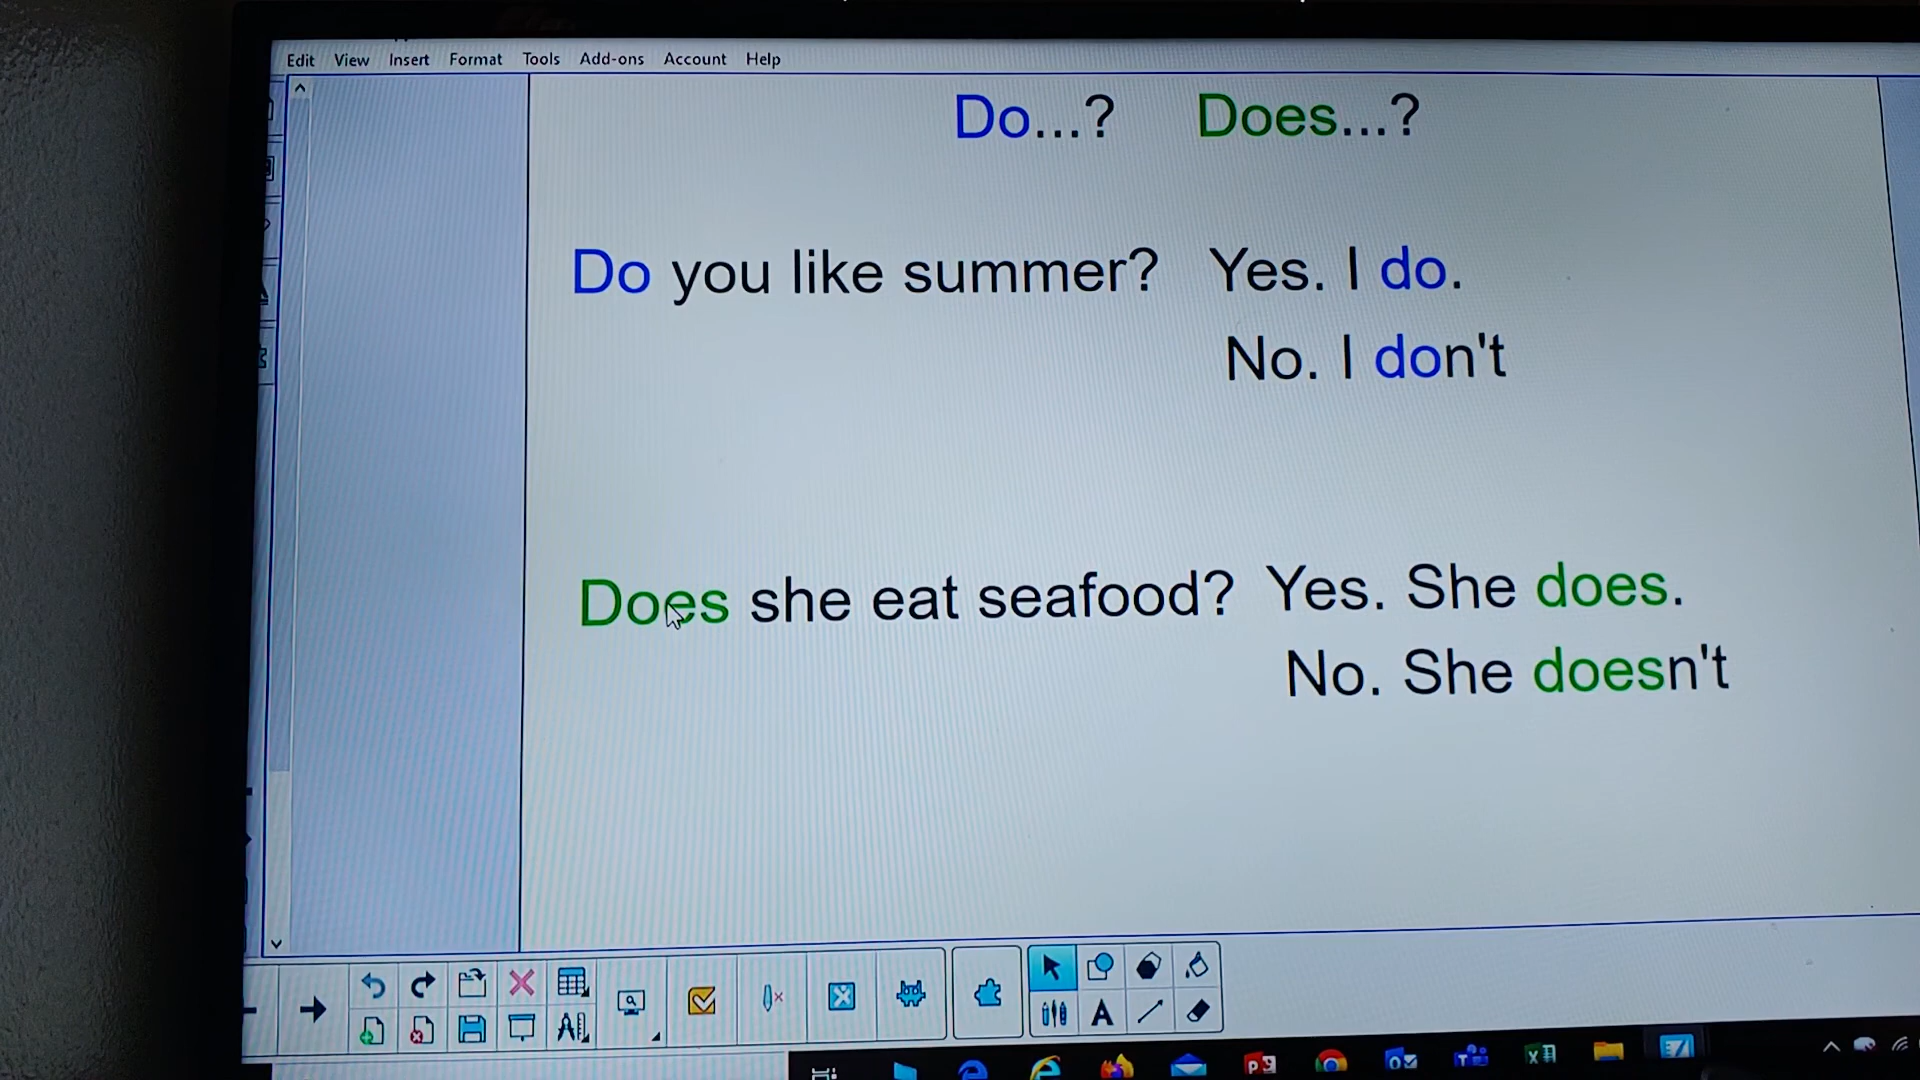 Edit View Insert Format Tools Add-ons Account Help
Do...? Does...?
Do you like summer? Yes. I do.
No. I don't
Does she eat seafood? Yes. She does.
No. She doesn't